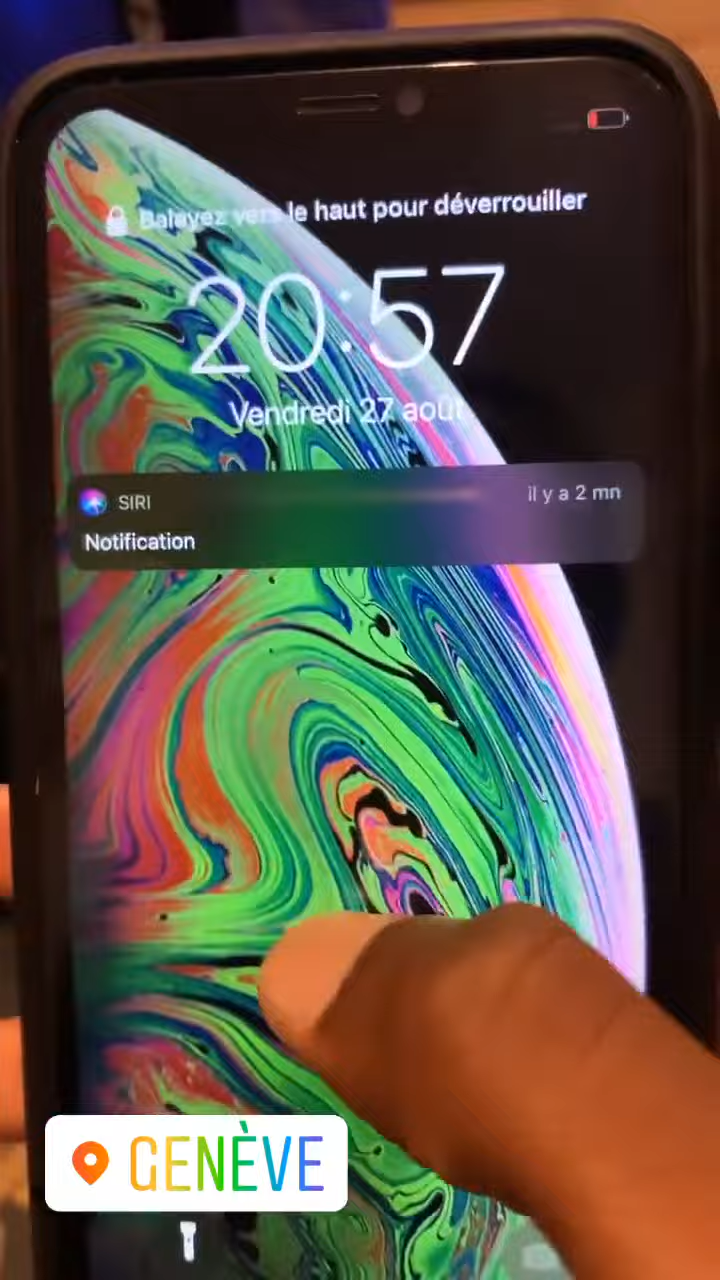 Balayez vers le haut pour déverrouiller
20:57
Vendredi 27 août
SIRI
il y a 2 mn
Notification
GENÈVE